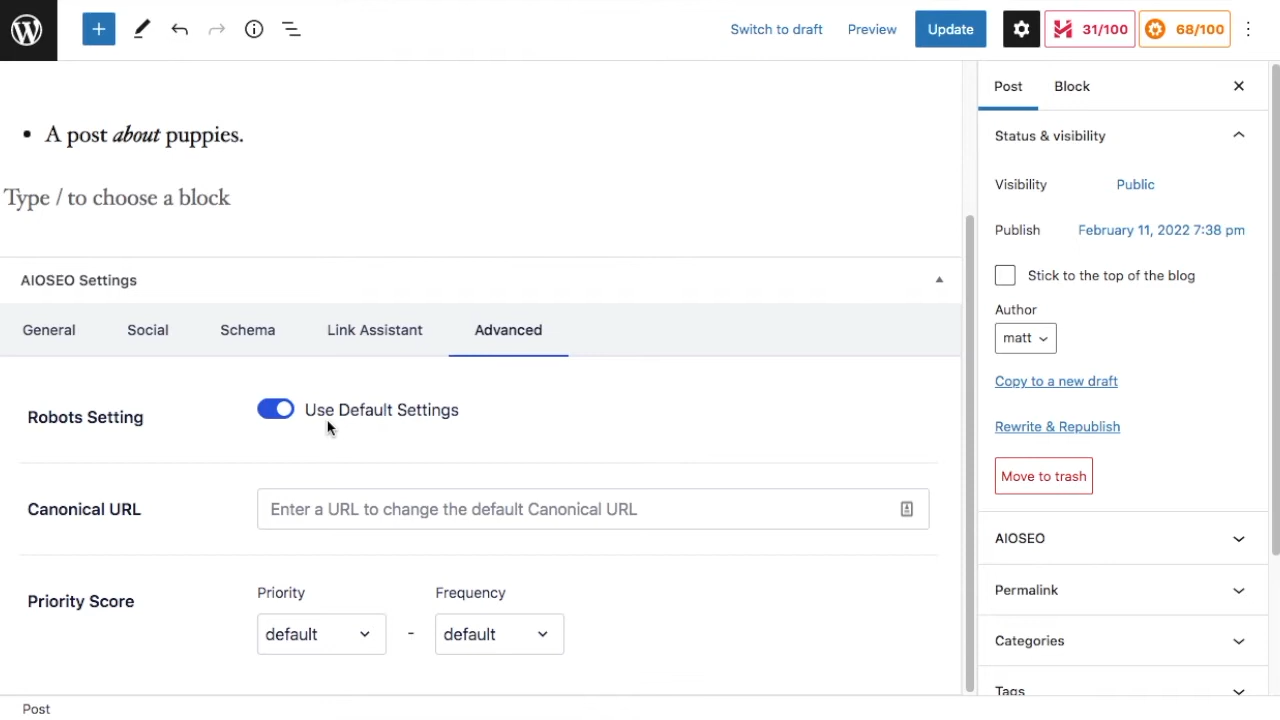 Switch to draft
Preview
Update
31/100
68/100
A post about puppies.
Type / to choose a block
AIOSEO Settings
General
Social
Schema
Link Assistant
Advanced
Robots Setting
Use Default Settings
Canonical URL
Enter a URL to change the default Canonical URL
Priority Score
Priority
Frequency
default
-
default
Post
Block
Status & visibility
Visibility
Public
Publish
February 11, 2022 7:38 pm
Stick to the top of the blog
Author
matt
Copy to a new draft
Rewrite & Republish
Move to trash
AIOSEO
Permalink
Categories
Tags
Post